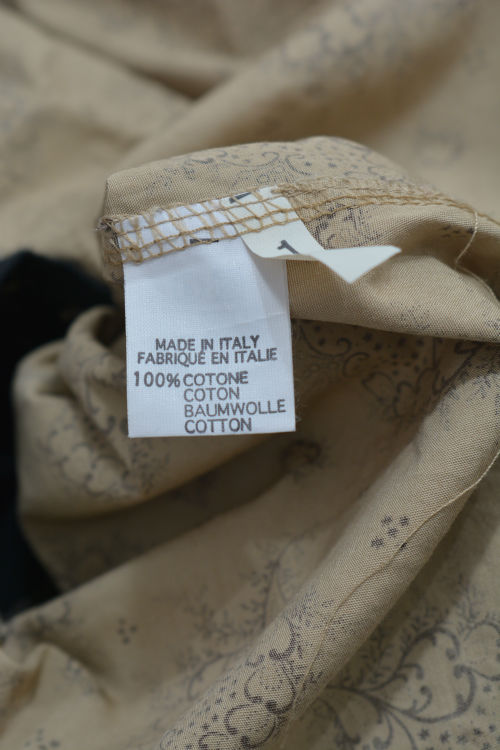 MADE IN ITALY
FABRIQUÉ EN ITALIE
100% COTONE
COTON
BAUMWOLLE
COTTON